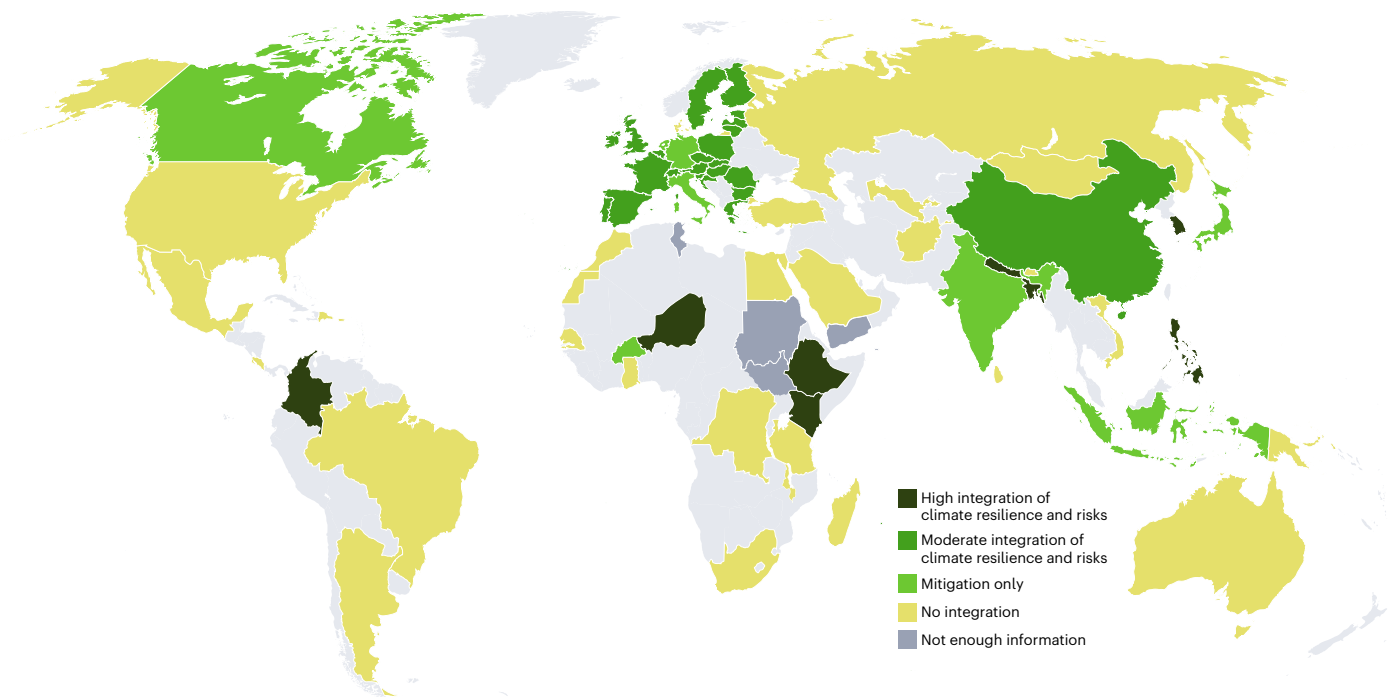 High integration of
climate resilience and risks
Moderate integration of
climate resilience and risks
Mitigation only
No integration
Not enough information